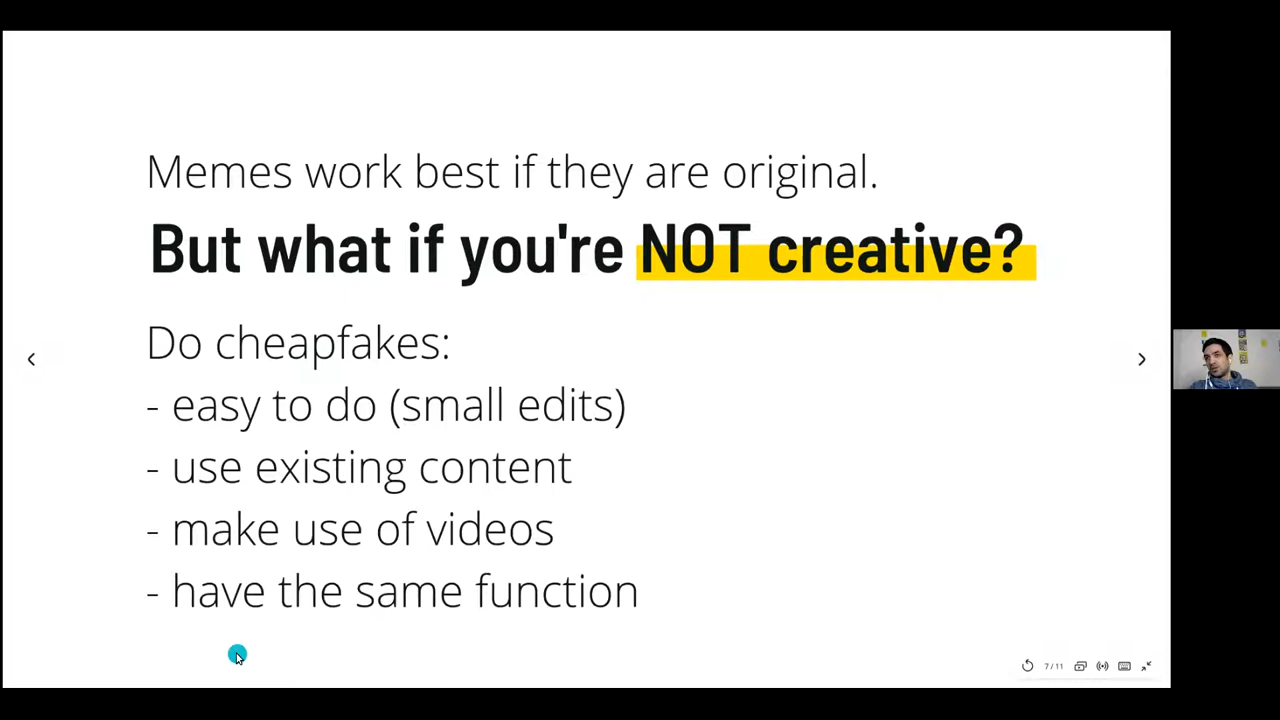 Memes work best if they are original.
But what if you're NOT creative?
Do cheapfakes:
- easy to do (small edits)
- use existing content
- make use of videos
- have the same function
7 / 11